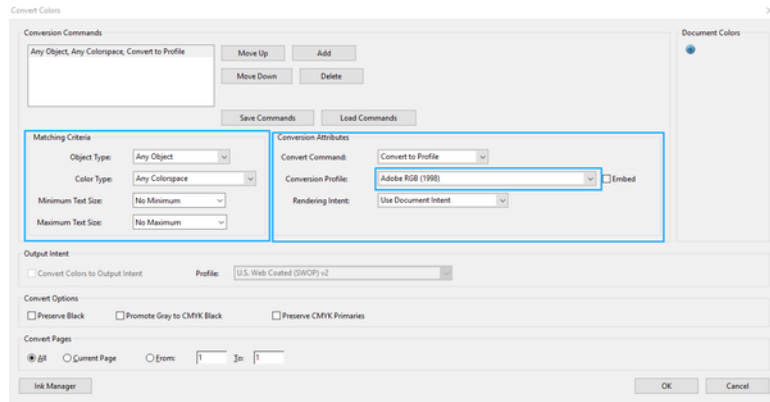 Convert Colors
Conversion Commands
Any Object, Any Colorspace, Convert to Profile
Move Up Add
Move Down Delete
Save Commands Load Commands
Document Colors
Matching Criteria
Object Type: Any Object
Color Type: Any Colorspace
Minimum Text Size: No Minimum
Maximum Text Size: No Maximum
Conversion Attributes
Convert Command: Convert to Profile
Conversion Profile: Adobe RGB (1998) Embed
Rendering Intent: Use Document Intent
Output Intent
Convert Colors to Output Intent Profile: U.S. Web Coated (SWOP) v2
Convert Options
Preserve Black Promote Gray to CMYK Black Preserve CMYK Primaries
Convert Pages
All Current Page From: 1 To: 1
Ink Manager OK Cancel